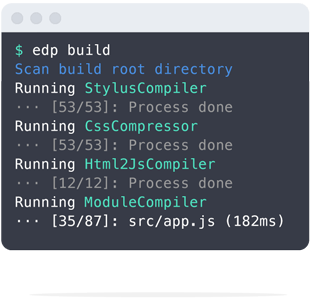 $ edp build
Scan build root directory
Running StylusCompiler
··· [53/53]: Process done
Running CssCompressor
··· [53/53]: Process done
Running Html2JsCompiler
··· [12/12]: Process done
Running ModuleCompiler
··· [35/87]: src/app.js (182ms)